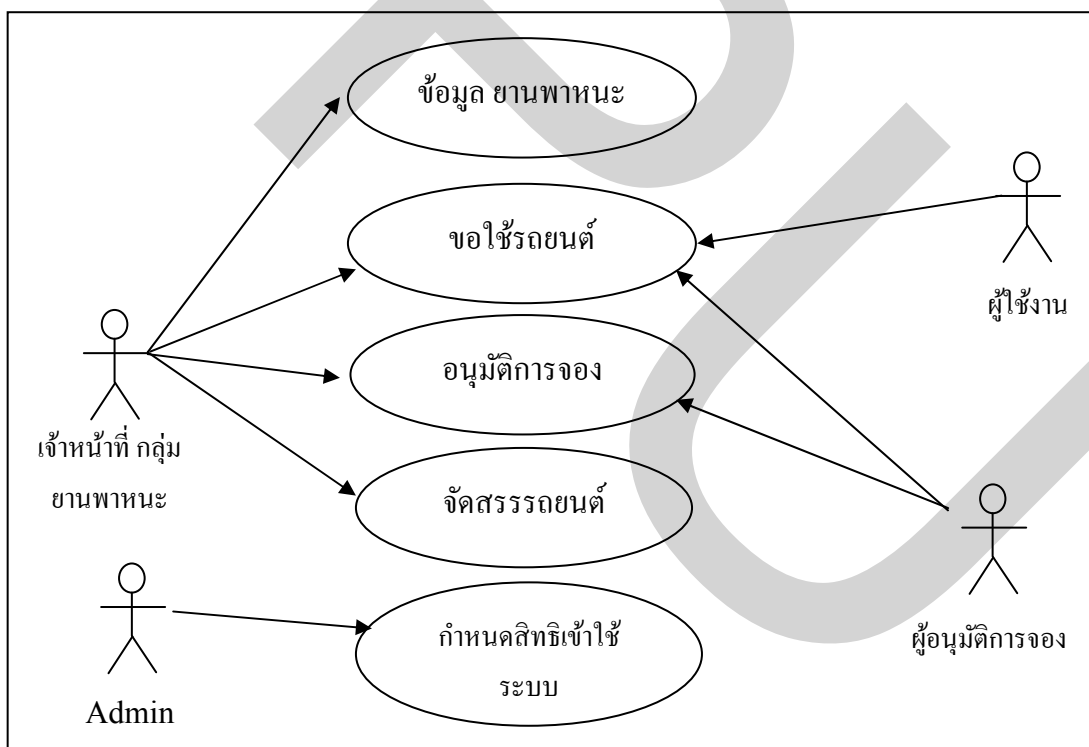 ข้อมูล ยานพาหนะ
ขอใช้รถยนต์
ผู้ใช้งาน
อนุมัติการจอง
เจ้าหน้าที่ กลุ่ม
ยานพาหนะ
จัดสรรรถยนต์
ผู้อนุมัติการจอง
กำหนดสิทธิเข้าใช้
ระบบ
Admin